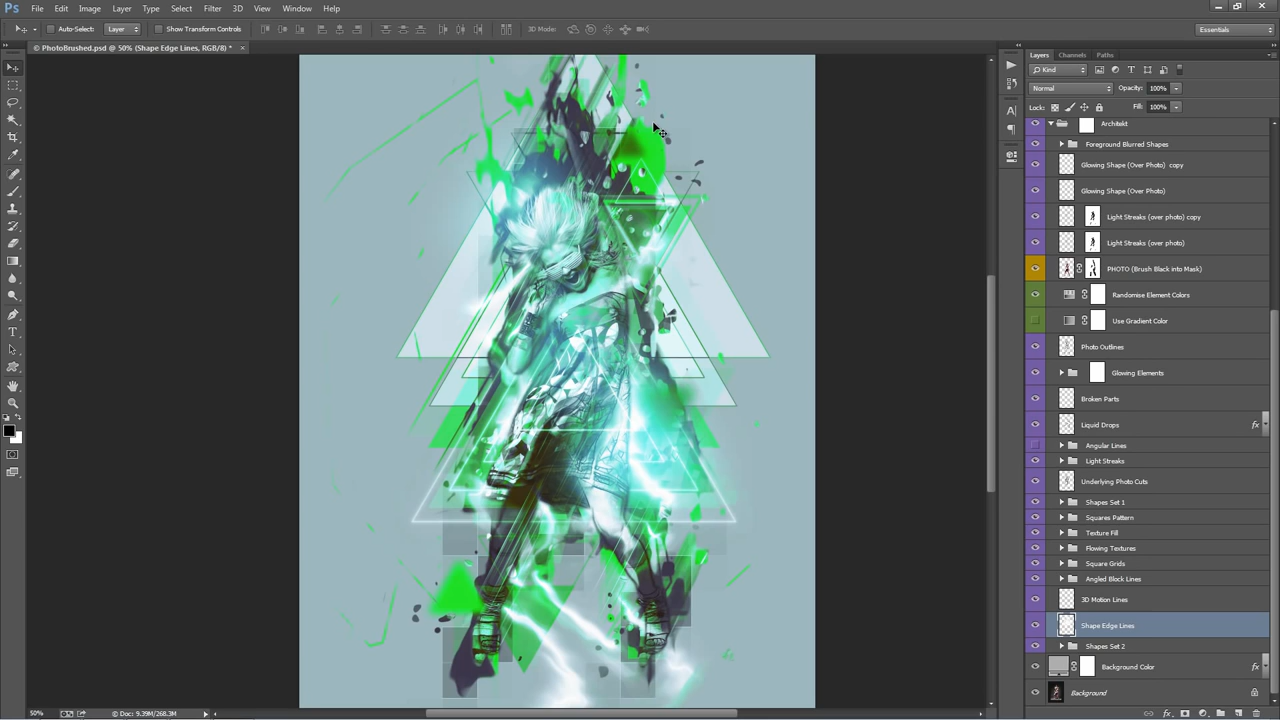 Ps File Edit Image Layer Type Select Filter 3D View Window Help
Auto-Select: Layer Show Transform Controls 3D Mode: Essentials
© PhotoBrushed.psd @ 50% (Shape Edge Lines, RGB/8) * ×
Layers Channels Paths
Kind
Normal Opacity: 100%
Lock: Fill: 100%
Architekt
Foreground Blurred Shapes
Glowing Shape (Over Photo) copy
Glowing Shape (Over Photo)
Light Streaks (over photo) copy
Light Streaks (over photo)
PHOTO (Brush Black into Mask)
Randomise Element Colors
Use Gradient Color
Photo Outlines
Glowing Elements
Broken Parts
Liquid Drops fx
Angular Lines
Light Streaks
Underlying Photo Cuts
Shapes Set 1
Squares Pattern
Texture Fill
Flowing Textures
Square Grids
Angled Block Lines
3D Motion Lines
Shape Edge Lines
Shapes Set 2
Background Color fx
Background
50% Doc: 9.39M/268.3M